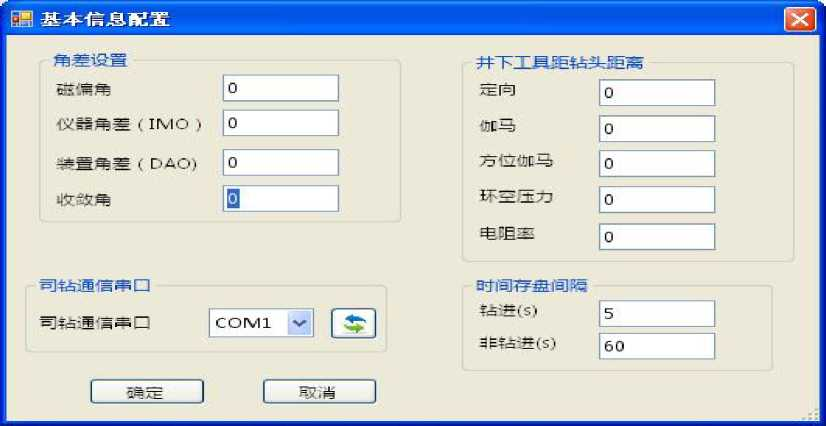 基本信息配置
角差设置
磁偏角 0
仪器角差（IMO） 0
装置角差（DAO) 0
收敛角 0
井下工具距钻头距离
定向 0
伽马 0
方位伽马 0
环空压力 0
电阻率 0
司钻通信串口
司钻通信串口 COM1
时间存盘间隔
钻进(s) 5
非钻进(s) 60
确定 取消